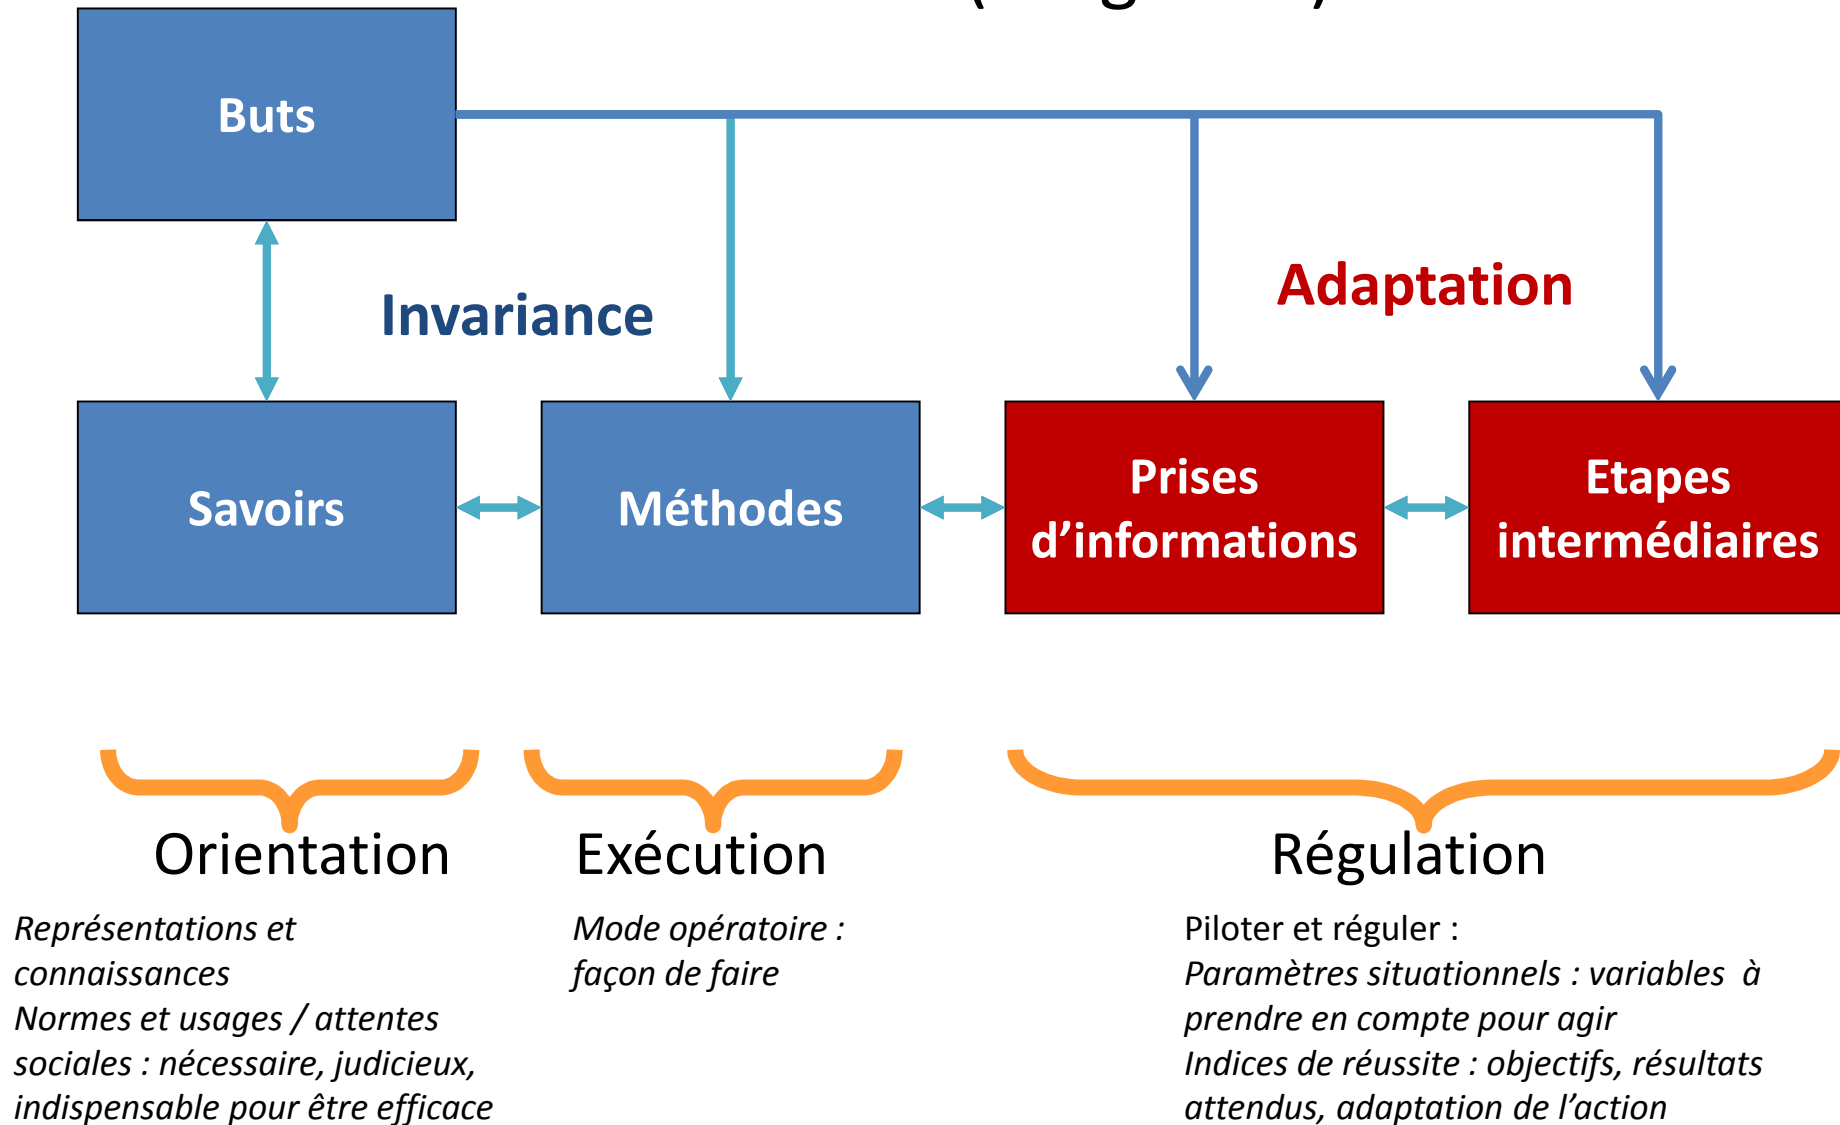 Buts
Invariance
Adaptation
Savoirs
Méthodes
Prises
d’informations
Etapes
intermédiaires
Orientation
Exécution
Régulation
Représentations et
connaissances
Normes et usages / attentes
sociales : nécessaire, judicieux,
indispensable pour être efficace
Mode opératoire :
façon de faire
Piloter et réguler :
Paramètres situationnels : variables à
prendre en compte pour agir
Indices de réussite : objectifs, résultats
attendus, adaptation de l’action